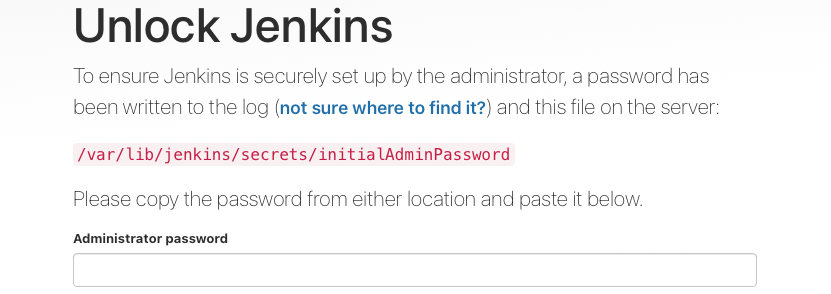 Unlock Jenkins
To ensure Jenkins is securely set up by the administrator, a password has
been written to the log (not sure where to find it?) and this file on the server:
/var/lib/jenkins/secrets/initialAdminPassword
Please copy the password from either location and paste it below.
Administrator password